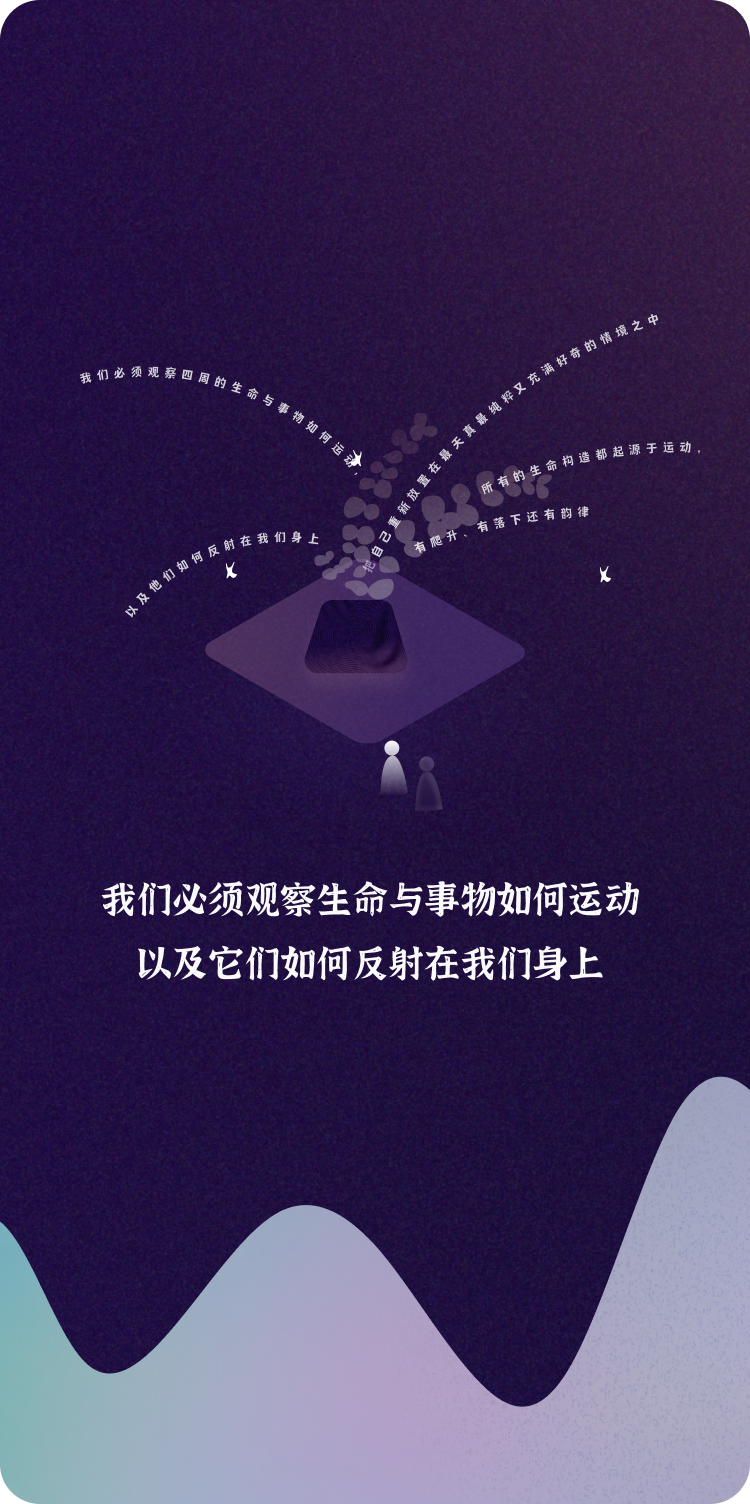 我们必须观察四周的生命与事物如何运动,
以及他们如何反射在我们身上
把自己重新放置在最天真最纯粹又充满好奇的情境之中
所有的生命构造都起源于运动,
有爬升、有落下还有韵律
我们必须观察生命与事物如何运动
以及它们如何反射在我们身上